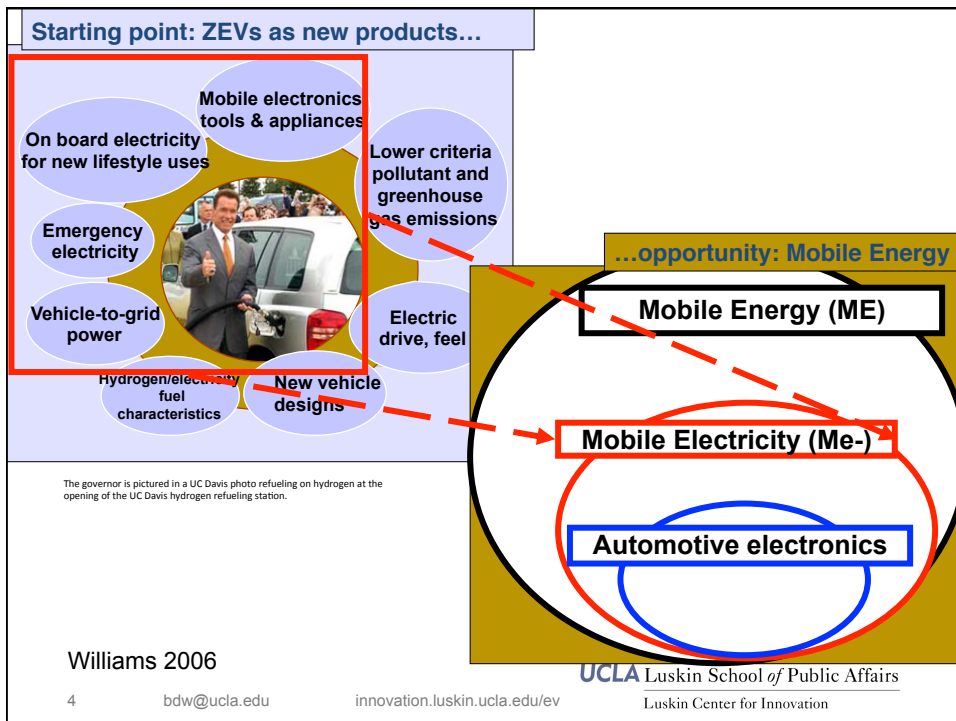 Starting point: ZEVs as new products…
Mobile electronics
tools & appliances
On board electricity
for new lifestyle uses
Lower criteria
pollutant and
greenhouse
gas emissions
Emergency
electricity
Vehicle-to-grid
power
Electric
drive, feel
Hydrogen/electricity
fuel
characteristics
New vehicle
designs
…opportunity: Mobile Energy
Mobile Energy (ME)
Mobile Electricity (Me-)
Automotive electronics
The governor is pictured in a UC Davis photo refueling on hydrogen at the
opening of the UC Davis hydrogen refueling station.
Williams 2006
4 bdw@ucla.edu innovation.luskin.ucla.edu/ev
UCLA Luskin School of Public Affairs
Luskin Center for Innovation